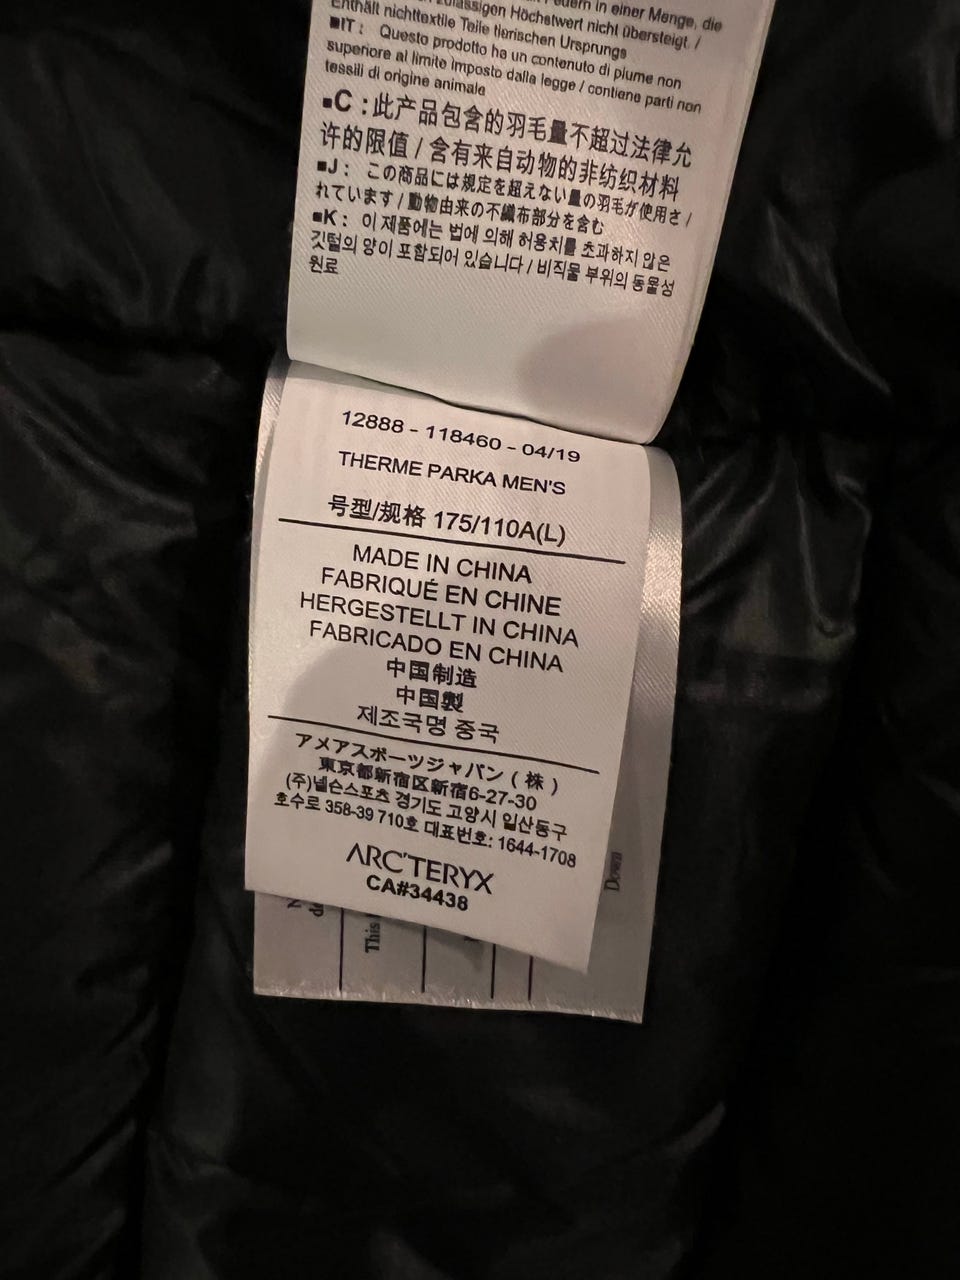 zulässigen Höchstwert nicht übersteigt. /
Federn in einer Menge, die
Enthält nichttextile Teile tierischen Ursprungs
■IT : Questo prodotto ha un contenuto di piume non
superiore al limite imposto dalla legge / contiene parti non
tessili di origine animale
■C : 此产品包含的羽毛量不超过法律允
许的限值 / 含有来自动物的非纺织材料
■J : この商品には規定を超えない量の羽毛が使用さ /
れています / 動物由来の不織布部分を含む
■K : 이 제품에는 법에 의해 허용치를 초과하지 않은
깃털의 양이 포함되어 있습니다 / 비직물 부위의 동물성
원료
12888 - 118460 - 04/19
THERME PARKA MEN'S
号型/规格 175/110A(L)
MADE IN CHINA
FABRIQUÉ EN CHINE
HERGESTELLT IN CHINA
FABRICADO EN CHINA
中国制造
中国製
제조국명 중국
アメアスポーツジャパン ( 株 )
東京都新宿区新宿6-27-30
(주)넬슨스포츠 경기도 고양시 일산동구
호수로 358-39 710호 대표번호: 1644-1708
ARC'TERYX
CA#34438
This
Down